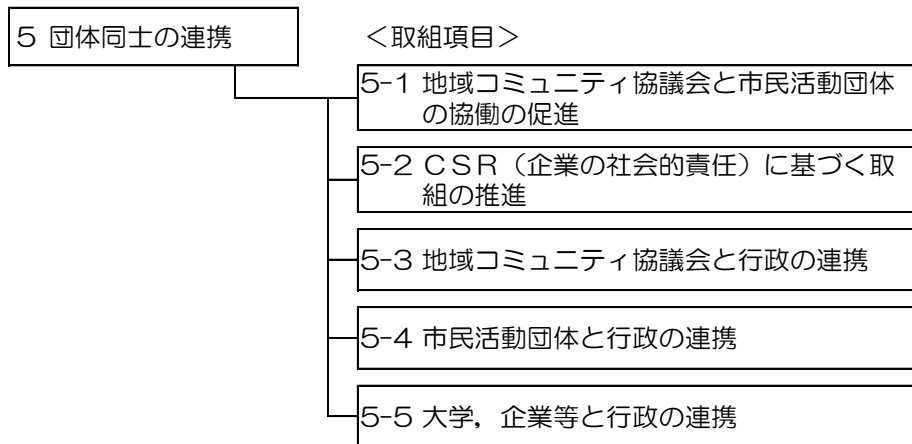 5 団体同士の連携
＜取組項目＞
5-1 地域コミュニティ協議会と市民活動団体
の協働の促進
5-2 ＣＳＲ（企業の社会的責任）に基づく取
組の推進
5-3 地域コミュニティ協議会と行政の連携
5-4 市民活動団体と行政の連携
5-5 大学，企業等と行政の連携